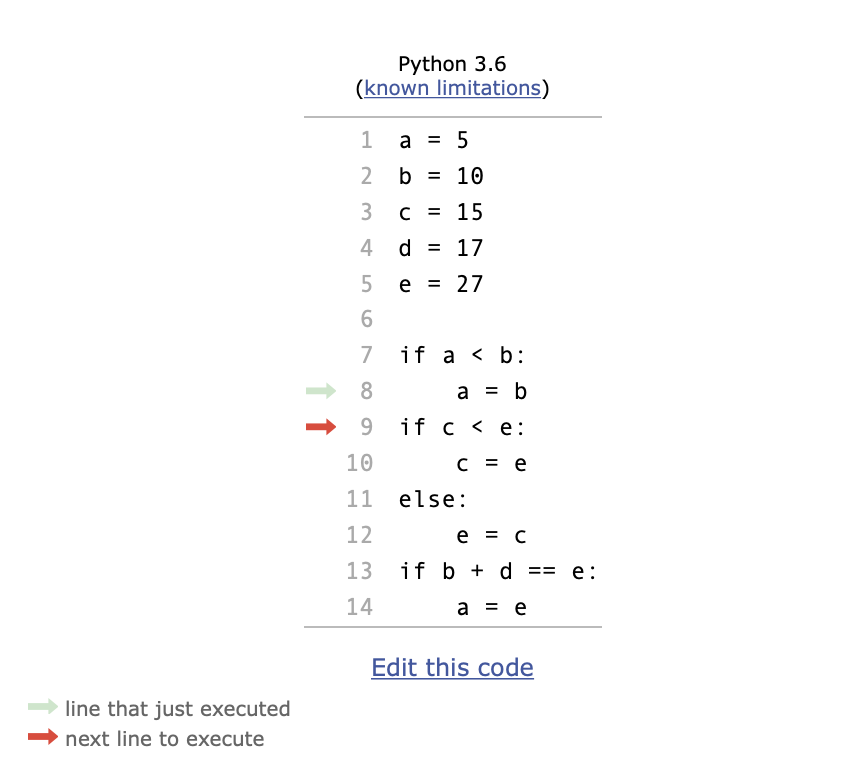 Python 3.6
(known limitations)
1 a = 5
2 b = 10
3 c = 15
4 d = 17
5 e = 27
6
7 if a < b:
8     a = b
9 if c < e:
10     c = e
11 else:
12     e = c
13 if b + d == e:
14     a = e
Edit this code
line that just executed
next line to execute